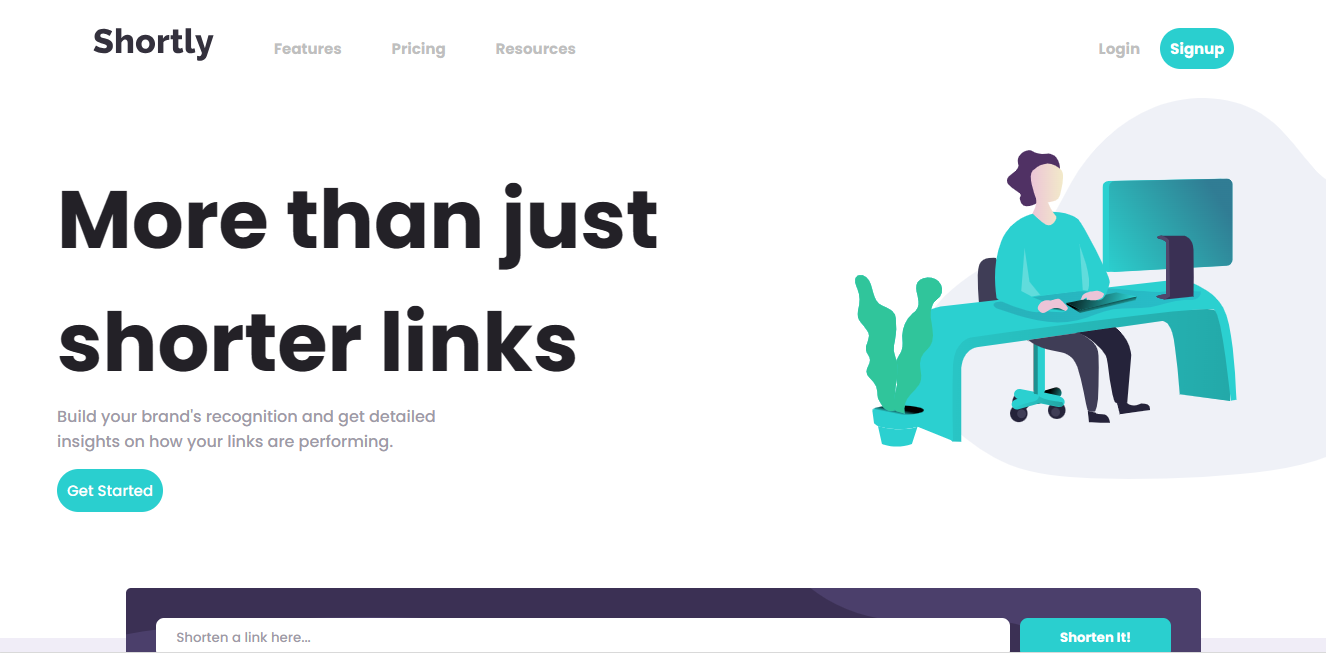 Shortly
Features Pricing Resources
Login Signup
More than just
shorter links
Build your brand's recognition and get detailed
insights on how your links are performing.
Get Started
Shorten a link here...
Shorten It!